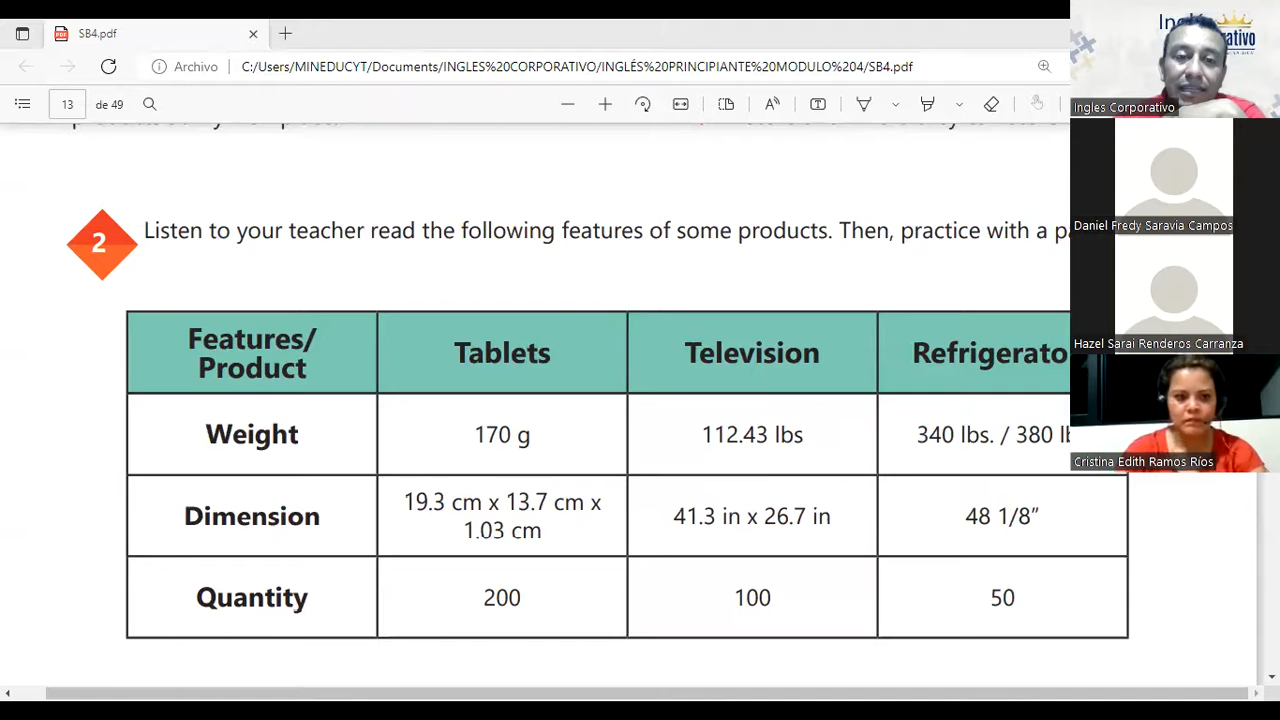 SB4.pdf
Archivo
C:/Users/MINEDUCYT/Documents/INGLES%20CORPORATIVO/INGLÉS%20PRINCIPIANTE%20MODULO%204/SB4.pdf
13 de 49
2
Listen to your teacher read the following features of some products. Then, practice with a
Features/ Product
Tablets
Television
Refrigerato
Weight
170 g
112.43 lbs
340 lbs. / 380 lb
Dimension
19.3 cm x 13.7 cm x
1.03 cm
41.3 in x 26.7 in
48 1/8”
Quantity
200
100
50
Ingles Corporativo
Daniel Fredy Saravia Campos
Hazel Sarai Renderos Carranza
Cristina Edith Ramos Ríos